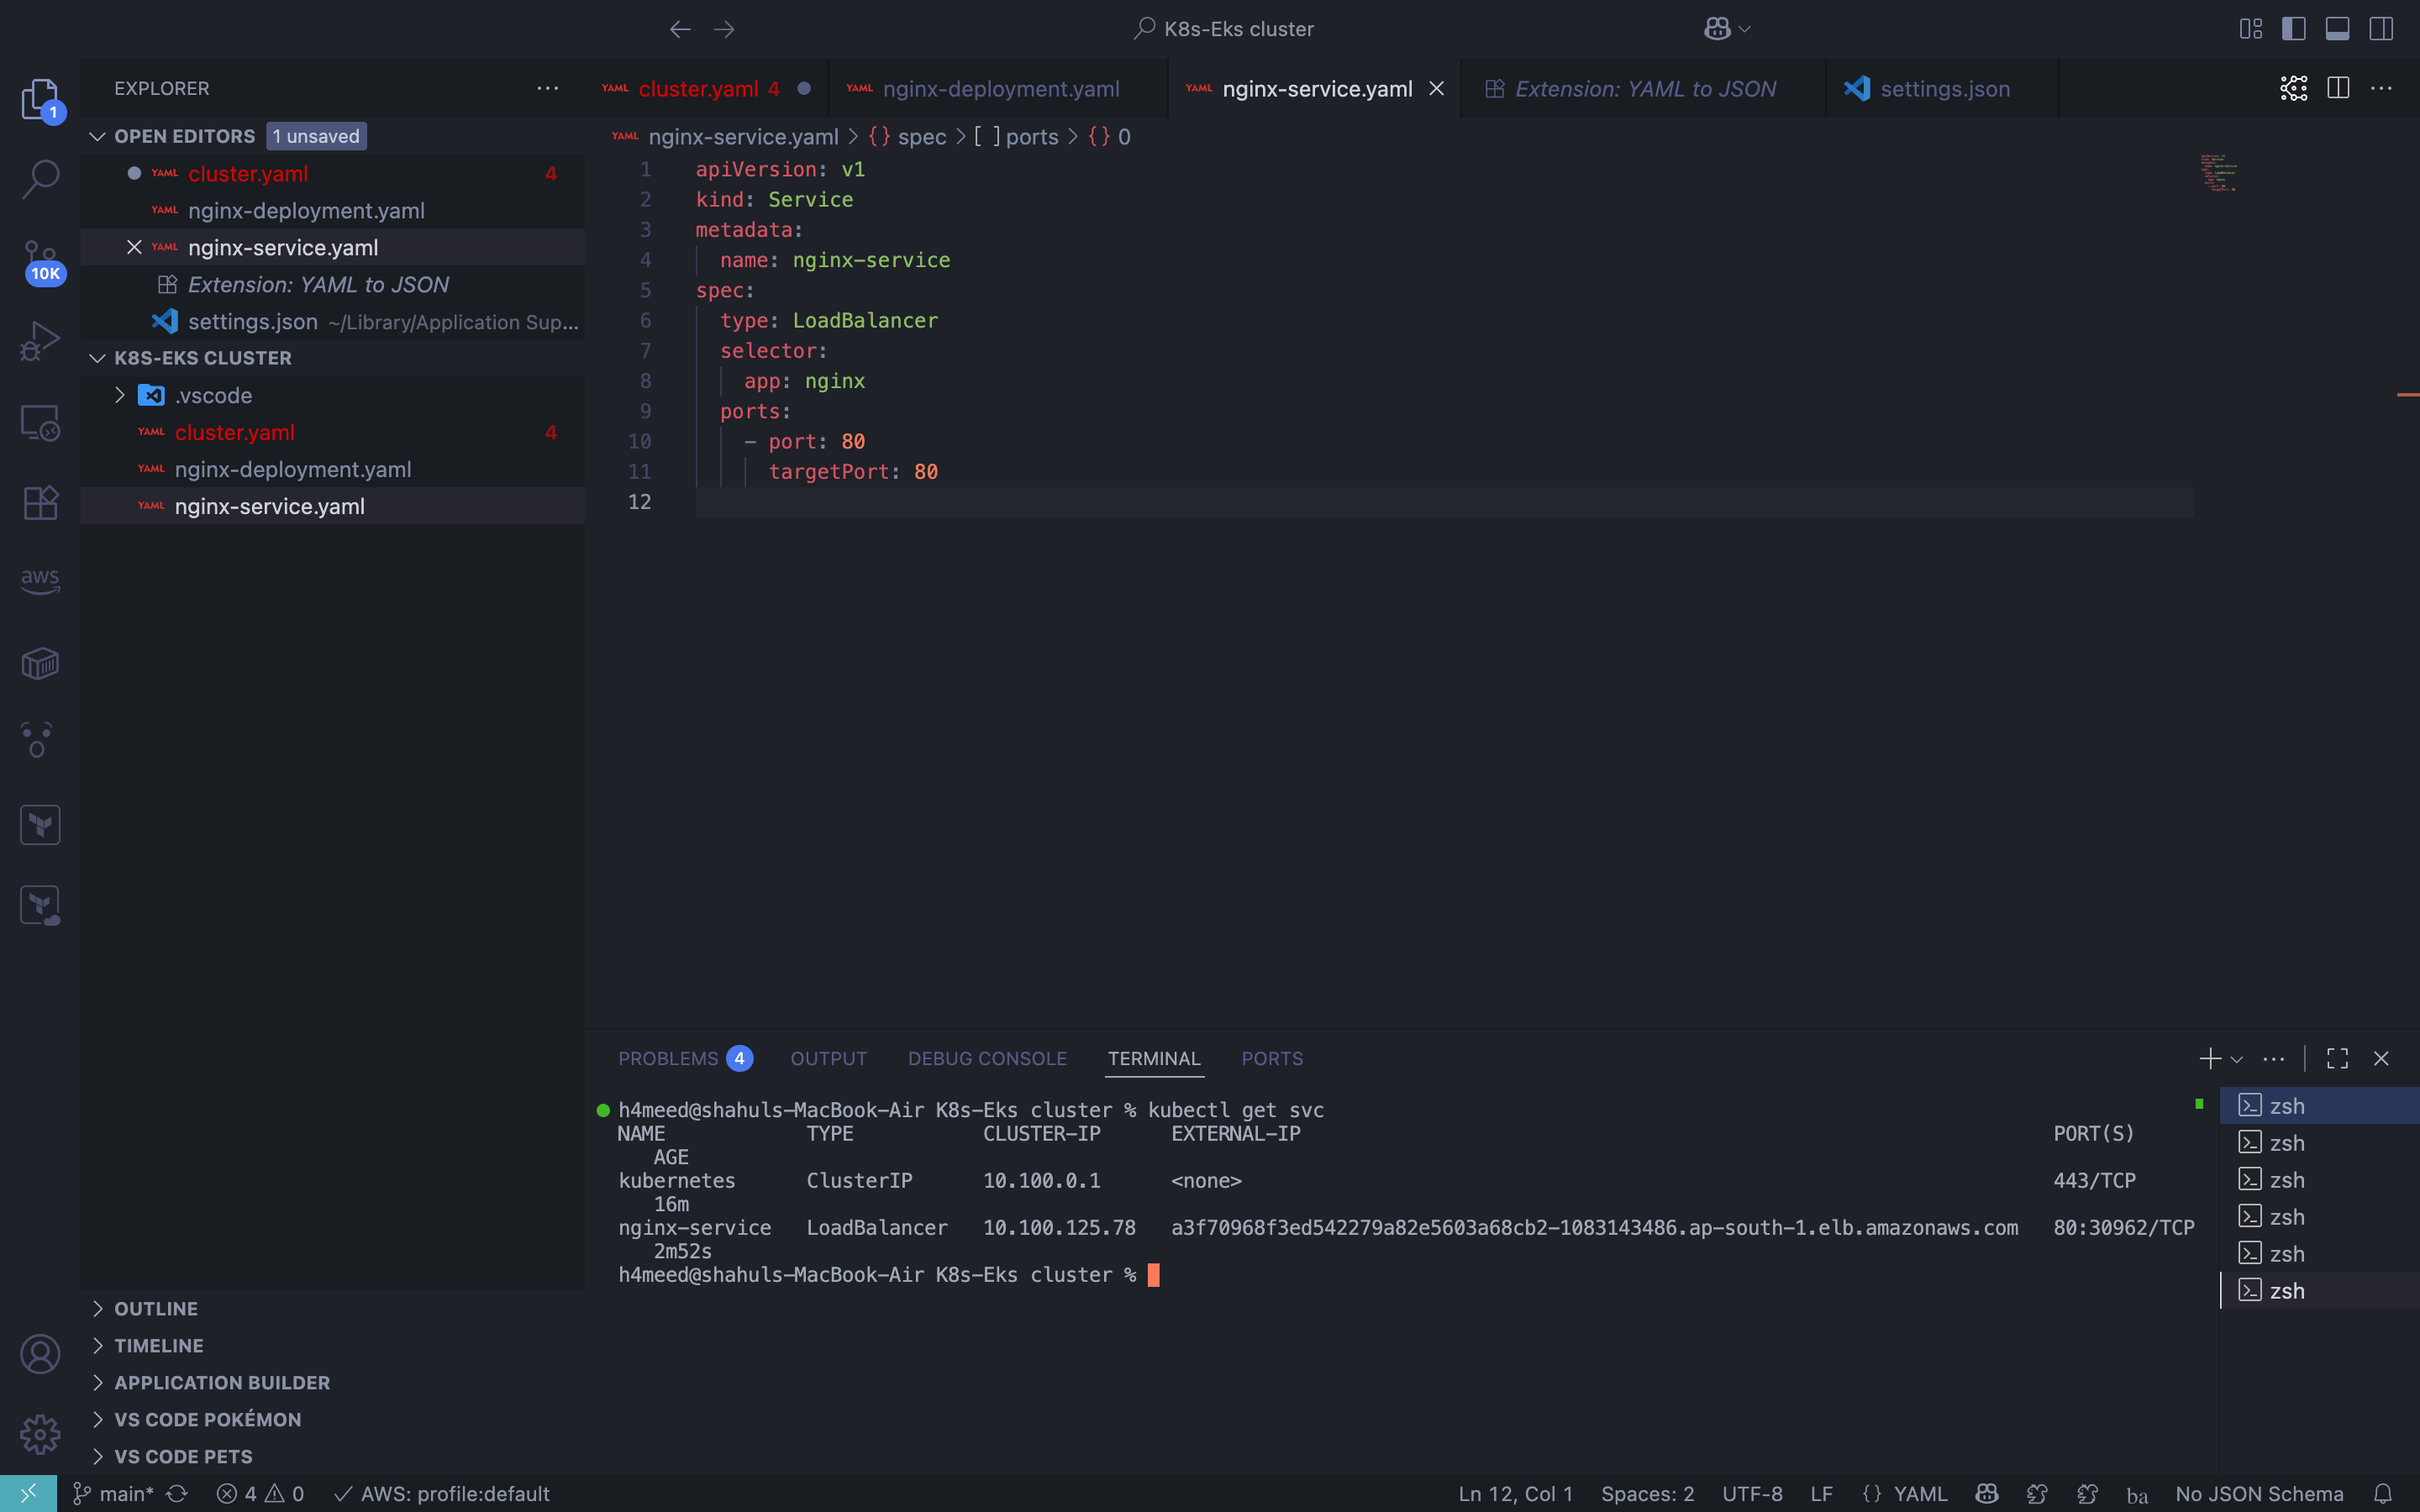 K8s-Eks cluster
EXPLORER
OPEN EDITORS 1 unsaved
cluster.yaml 4
nginx-deployment.yaml
nginx-service.yaml
Extension: YAML to JSON
settings.json ~/Library/Application Sup...
K8S-EKS CLUSTER
.vscode
YAML cluster.yaml 4
YAML nginx-deployment.yaml
YAML nginx-service.yaml
1
10K
aws
OUTLINE
TIMELINE
APPLICATION BUILDER
VS CODE POKÉMON
VS CODE PETS
YAML cluster.yaml 4
YAML nginx-deployment.yaml
YAML nginx-service.yaml
Extension: YAML to JSON
settings.json
YAML nginx-service.yaml > {} spec > [ ] ports > {} 0
1 apiVersion: v1
2 kind: Service
3 metadata:
4 name: nginx-service
5 spec:
6 type: LoadBalancer
7 selector:
8 app: nginx
9 ports:
10 - port: 80
11 targetPort: 80
12
PROBLEMS 4 OUTPUT DEBUG CONSOLE TERMINAL PORTS
h4meed@shahuls-MacBook-Air K8s-Eks cluster % kubectl get svc
NAME TYPE CLUSTER-IP EXTERNAL-IP PORT(S)
AGE
kubernetes ClusterIP 10.100.0.1 <none> 443/TCP
16m
nginx-service LoadBalancer 10.100.125.78 a3f70968f3ed542279a82e5603a68cb2-1083143486.ap-south-1.elb.amazonaws.com 80:30962/TCP
2m52s
h4meed@shahuls-MacBook-Air K8s-Eks cluster %
zsh
zsh
zsh
zsh
zsh
zsh
main* 4 0 AWS: profile:default Ln 12, Col 1 Spaces: 2 UTF-8 LF {} YAML ba No JSON Schema